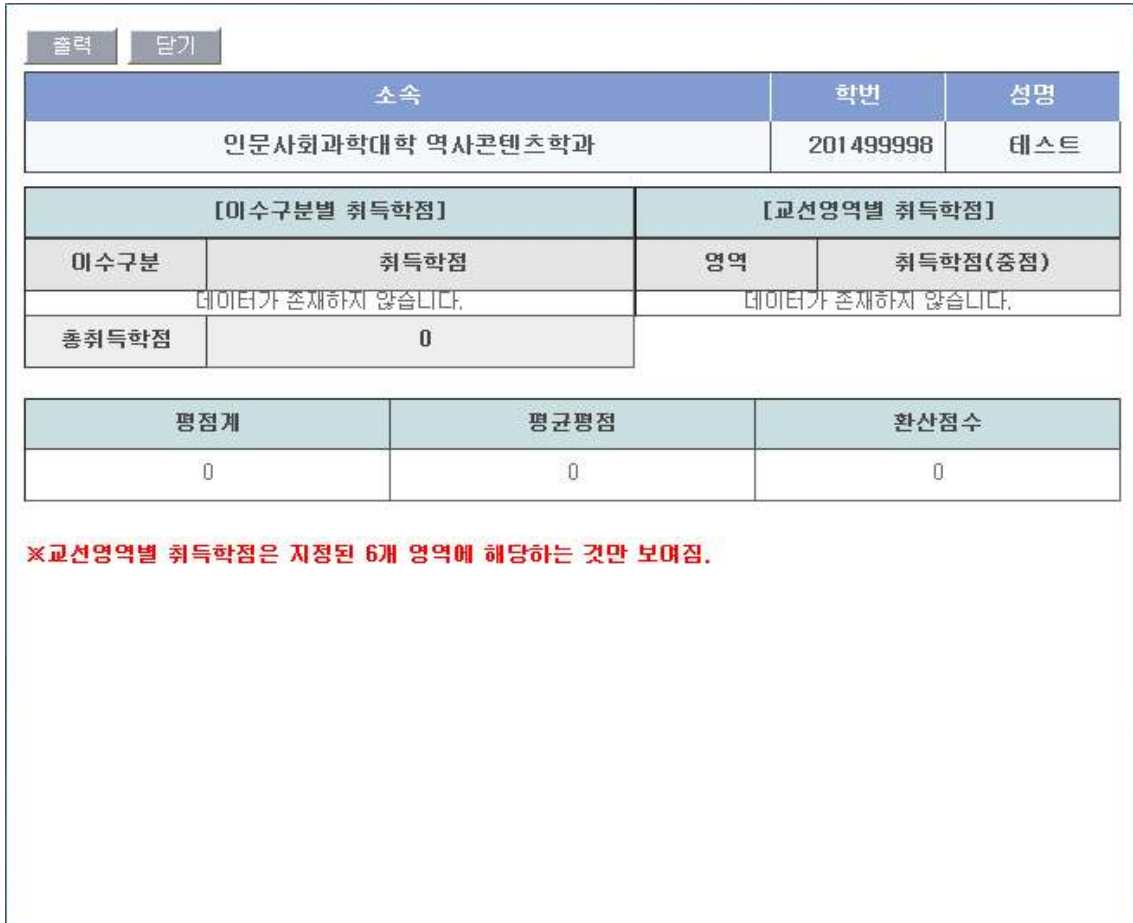 출력 닫기
소속 학번 성명
인문사회과학대학 역사콘텐츠학과 201499998 테스트
[이수구분별 취득학점] [교선영역별 취득학점]
이수구분 취득학점 영역 취득학점(중점)
데이터가 존재하지 않습니다. 데이터가 존재하지 않습니다.
총취득학점 0
평점계 평균평점 환산점수
0 0 0
※교선영역별 취득학점은 지정된 6개 영역에 해당하는 것만 보여짐.